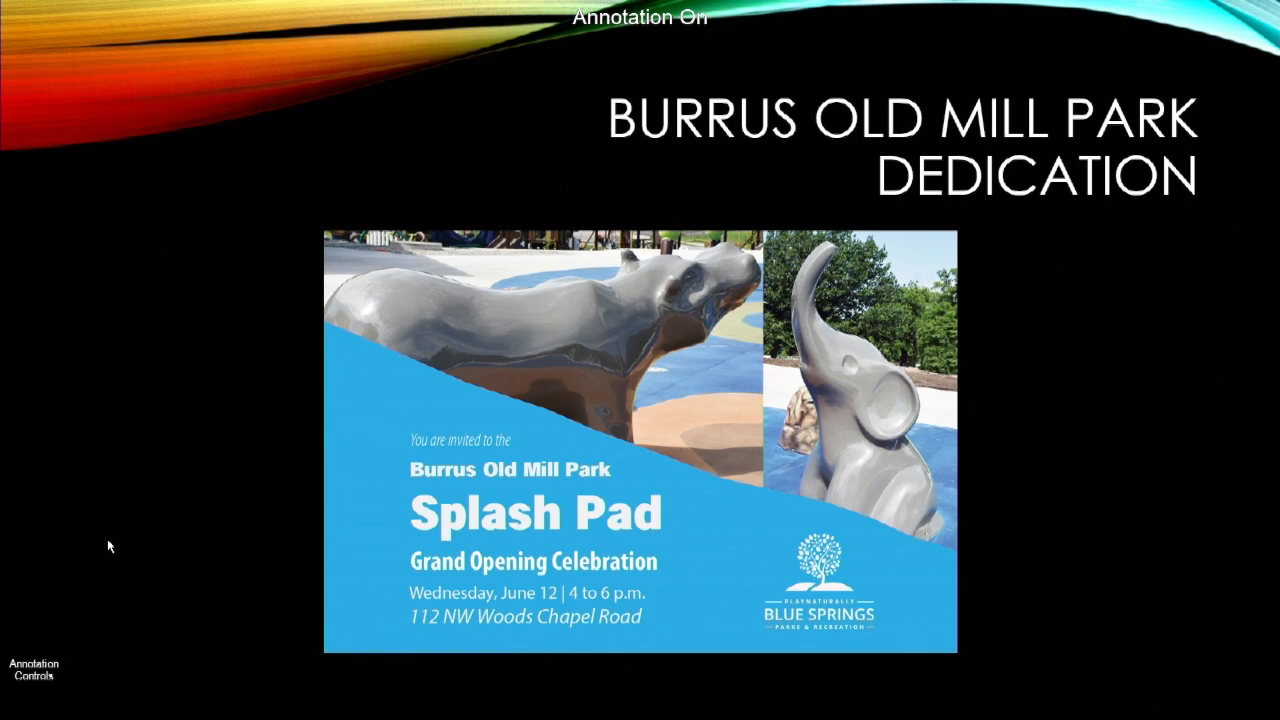 Annotation On
BURRUS OLD MILL PARK
DEDICATION
You are invited to the
Burrus Old Mill Park
Splash Pad
Grand Opening Celebration
Wednesday, June 12 | 4 to 6 p.m.
112 NW Woods Chapel Road
PLAYNATURALLY
BLUE SPRINGS
PARKS & RECREATION
Annotation
Controls